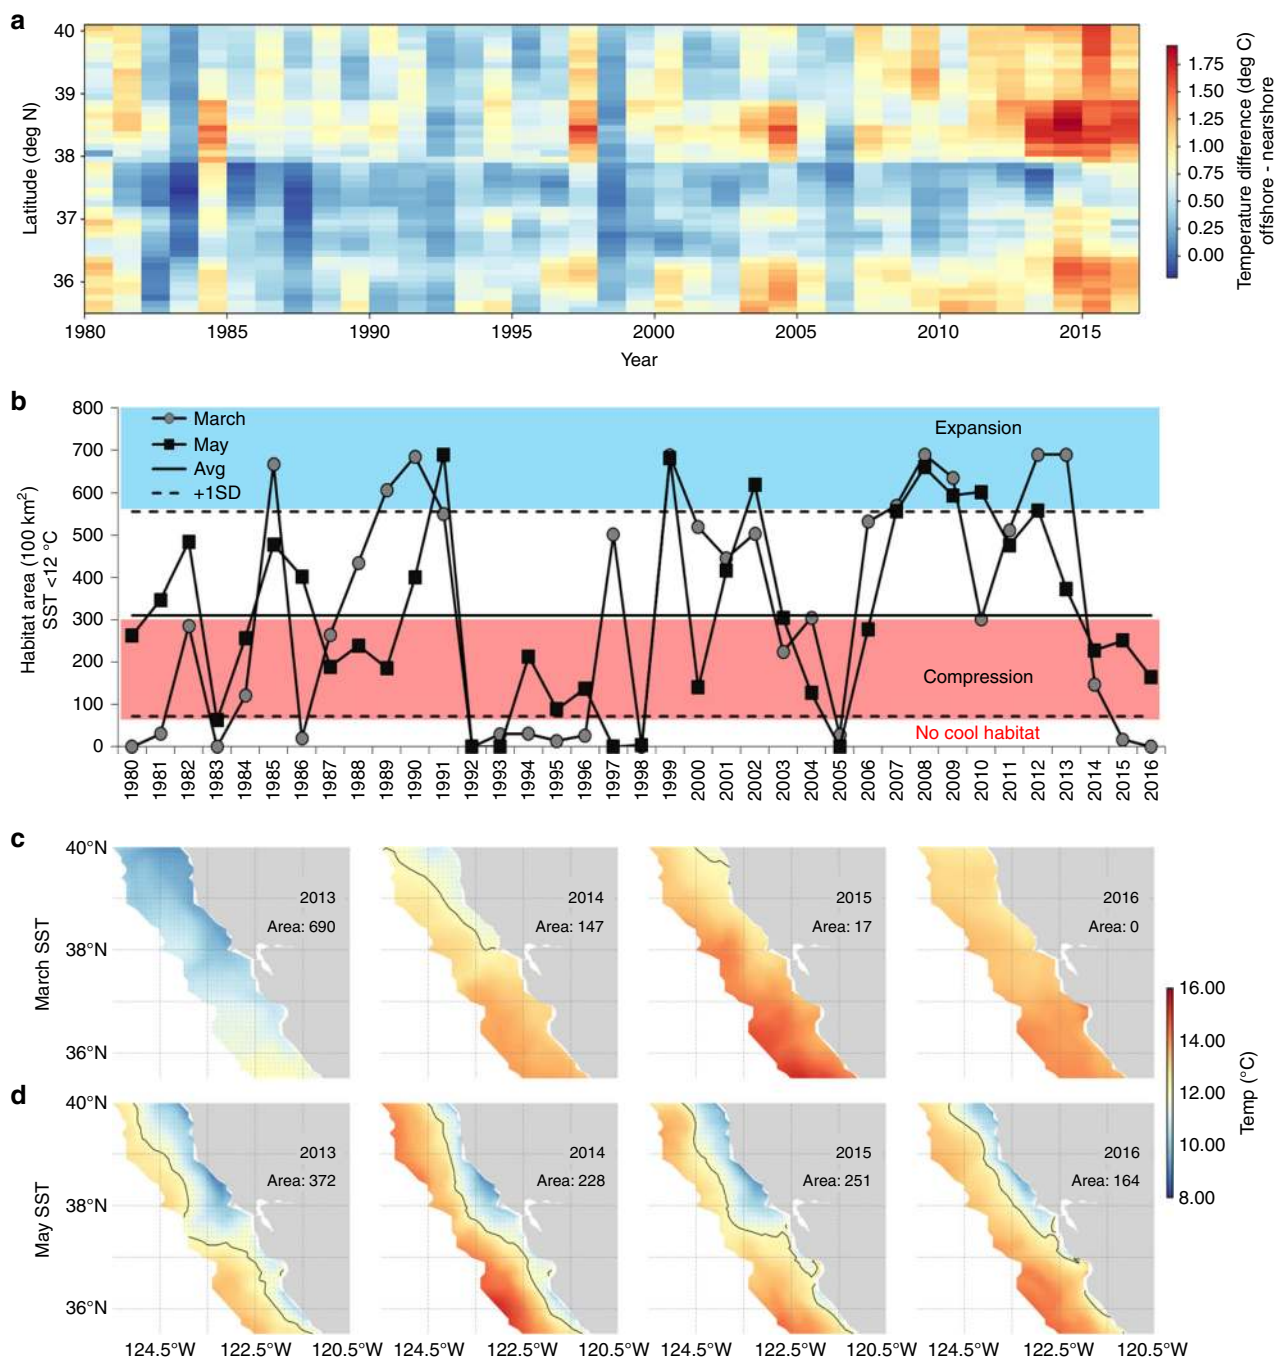 a
40
39
38
37
36
Latitude (deg N)
1980
1985
1990
1995
2000
2005
2010
2015
Year
1.75
1.50
1.25
1.00
0.75
0.50
0.25
0.00
Temperature difference (deg C)
offshore - nearshore
b
800
700
600
500
400
300
200
100
0
Habitat area (100 km²)
SST <12 °C
March
May
Avg
+1SD
Expansion
Compression
No cool habitat
1980
1981
1982
1983
1984
1985
1986
1987
1988
1989
1990
1991
1992
1993
1994
1995
1996
1997
1998
1999
2000
2001
2002
2003
2004
2005
2006
2007
2008
2009
2010
2011
2012
2013
2014
2015
2016
c
40°N
38°N
36°N
March SST
2013
Area: 690
2014
Area: 147
2015
Area: 17
2016
Area: 0
d
40°N
38°N
36°N
May SST
2013
Area: 372
2014
Area: 228
2015
Area: 251
2016
Area: 164
16.00
14.00
12.00
10.00
8.00
Temp (°C)
124.5°W 122.5°W 120.5°W
124.5°W 122.5°W 120.5°W
124.5°W 122.5°W 120.5°W
124.5°W 122.5°W 120.5°W